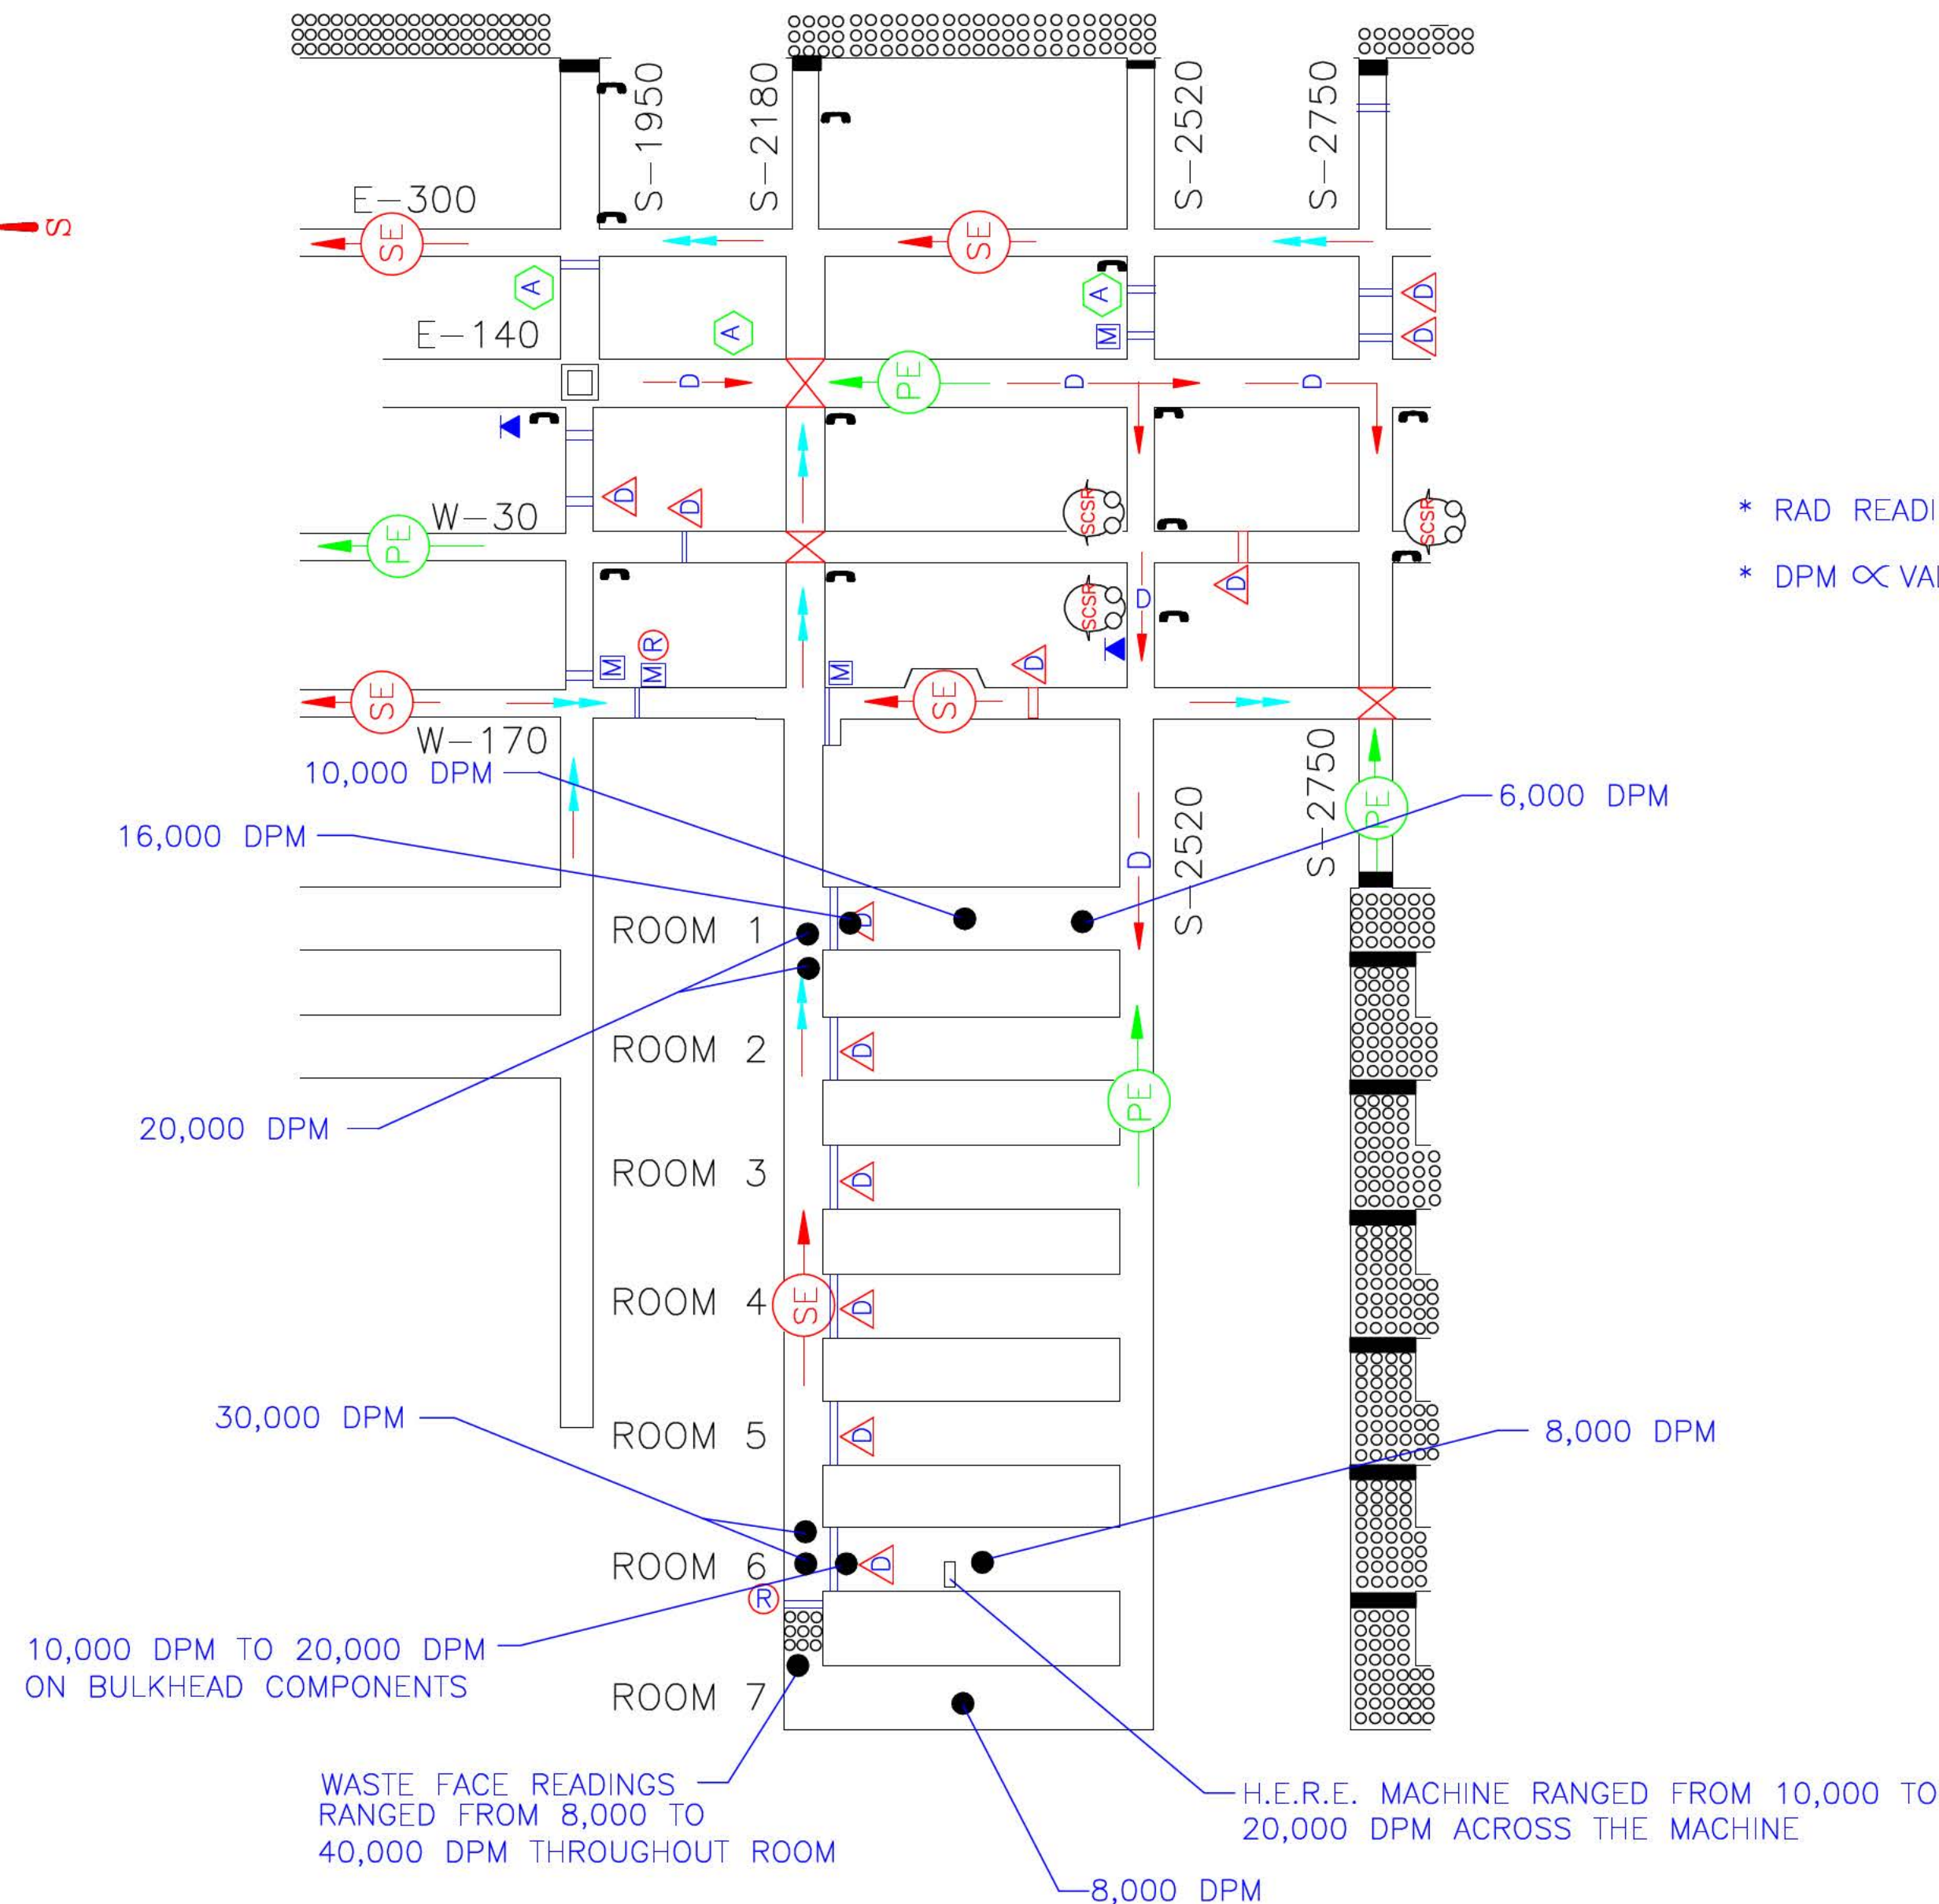 S-1950
S-2180
S-2520
S-2750
E-300
S
SE
SE
A
A
A
D
D
E-140
M
D
PE
D
D
D
D
W-30
SCSR
SCSR
* RAD
PE
* DPM ∝
D
SCSR
D
M
M
R
M
D
SE
SE
W-170
10,000 DPM
S-2750
6,000 DPM
PE
16,000 DPM
D
S-2520
ROOM 1
D
ROOM 2
D
PE
20,000 DPM
ROOM 3
D
ROOM 4
SE
D
30,000 DPM
ROOM 5
D
8,000 DPM
ROOM 6
D
R
10,000 DPM TO 20,000 DPM
ON BULKHEAD COMPONENTS
ROOM 7
WASTE FACE READINGS
RANGED FROM 8,000 TO
40,000 DPM THROUGHOUT ROOM
H.E.R.E. MACHINE RANGED FROM 10,000 TO
20,000 DPM ACROSS THE MACHINE
8,000 DPM